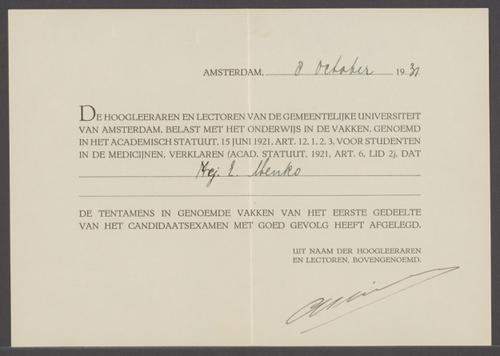 AMSTERDAM, 8 October 1931
DE HOOGLEERAREN EN LECTOREN VAN DE GEMEENTELIJKE UNIVERSITEIT
VAN AMSTERDAM, BELAST MET HET ONDERWIJS IN DE VAKKEN, GENOEMD
IN HET ACADEMISCH STATUUT, 15 JUNI 1921, ART. 12, 1, 2, 3, VOOR STUDENTEN
IN DE MEDICIJNEN, VERKLAREN (ACAD. STATUUT, 1921, ART. 6, LID 2), DAT
Mej. E. Menko
DE TENTAMENS IN GENOEMDE VAKKEN VAN HET EERSTE GEDEELTE
VAN HET CANDIDAATSEXAMEN MET GOED GEVOLG HEEFT AFGELEGD.
UIT NAAM DER HOOGLEERAREN
EN LECTOREN, BOVENGENOEMD.